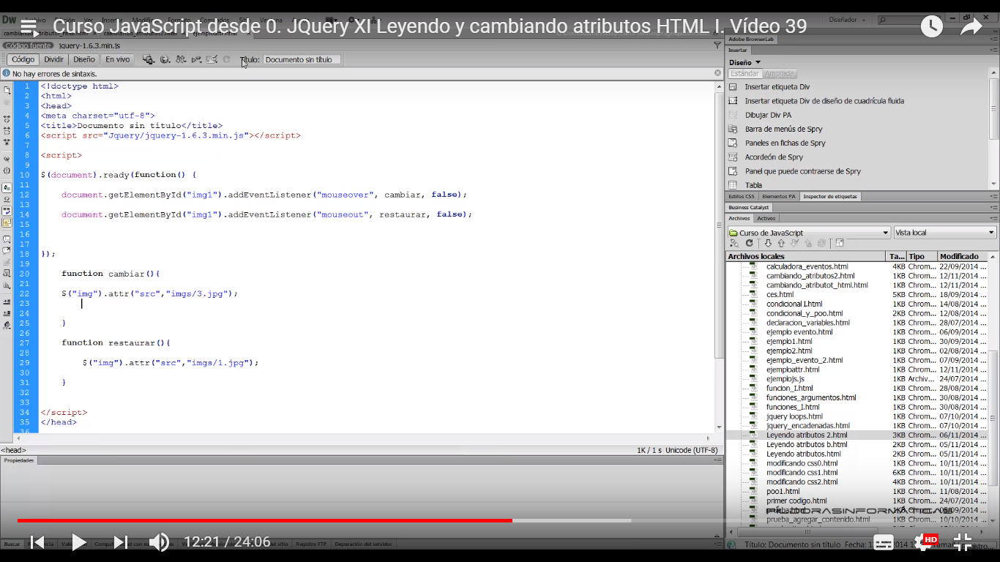 Curso JavaScript desde 0. JQuery XI Leyendo y cambiando atributos HTML I. Vídeo 39
Dw
Diseñador
Código fuente jquery-1.6.3.min.js
Código Dividir Diseño En vivo Título: Documento sin título
No hay errores de sintaxis.
1 <!doctype html>
2 <html>
3 <head>
4 <meta charset="utf-8">
5 <title>Documento sin título</title>
6 <script src="Jquery/jquery-1.6.3.min.js"></script>
7
8 <script>
9
10 $(document).ready(function() {
11
12 document.getElementById("img1").addEventListener("mouseover", cambiar, false);
13
14 document.getElementById("img1").addEventListener("mouseout", restaurar, false);
15
16
17
18 });
19
20 function cambiar(){
21
22 $("img").attr("src","imgs/3.jpg");
23
24
25 }
26
27 function restaurar(){
28
29 $("img").attr("src","imgs/1.jpg");
30
31 }
32
33
34 </script>
35 </head>
36
<head> 1K / 1 s Unicode (UTF-8)
Propiedades
Adobe BrowserLab
Insertar
Diseño
Estándar Ampliada
Insertar etiqueta Div
Insertar etiqueta Div de diseño de cuadrícula fluida
Dibujar Div PA
Barra de menús de Spry
Paneles en fichas de Spry
Acordeón de Spry
Panel que puede contraerse de Spry
Tabla
Estilos CSS Elementos PA Inspector de etiquetas
Business Catalyst
Archivos Activos
Curso de JavaScript Vista local
Archivos locales Ta... Tipo Modificado
calculadora_eventos.html 4KB Chrom... 22/09/2014 ...
cambiando_atributos2.html 1KB Chrom... 12/11/2014 ...
cambiando_atributot_html.html 1KB Chrom... 12/11/2014 ...
ces.html 5KB Chrom... 18/09/2014 ...
condicional I.html 1KB Chrom... 14/08/2014 ...
condicional_y_poo.html 2KB Chrom... 12/08/2014 ...
declaracion_variables.html 1KB Chrom... 28/07/2014 ...
ejemplo evento.html 1KB Chrom... 06/09/2014 ...
ejemplo1.html 1KB Chrom... 30/09/2014 ...
ejemplo2.html 1KB Chrom... 02/08/2014 ...
ejemplo_evento_2.html 1KB Chrom... 07/09/2014 ...
ejemploattr.html 1KB Chrom... 12/11/2014 ...
ejemplojs.js 1KB Archiv... 24/07/2014 ...
funcion_I.html 1KB Chrom... 28/08/2014 ...
funciones_argumentos.html 1KB Chrom... 30/08/2014 ...
funciones_I.html 1KB Chrom... 30/08/2014 ...
jquery loops.html 1KB Chrom... 07/10/2014 ...
jquery_encadenadas.html 1KB Chrom... 07/10/2014 ...
Leyendo atributos 2.html 3KB Chrom... 06/11/2014 ...
Leyendo atributos b.html 2KB Chrom... 05/11/2014 ...
Leyendo atributos.html 2KB Chrom... 05/11/2014 ...
modificando css0.html 1KB Chrom... 10/11/2014 ...
modificando css1.html 6KB Chrom... 10/11/2014 ...
modificando css2.html 4KB Chrom... 10/11/2014 ...
poo1.html 1KB Chrom... 11/08/2014 ...
primer codigo.html 1KB Chrom... 24/07/2014 ...
prueba_agregar_contenido.html 1KB Chrom... 10/10/2014 ...
12:21 / 24:06
HD
Buscar Referencia
Registro FTP Depuración del servidor
Título: Documento sin título Fecha: